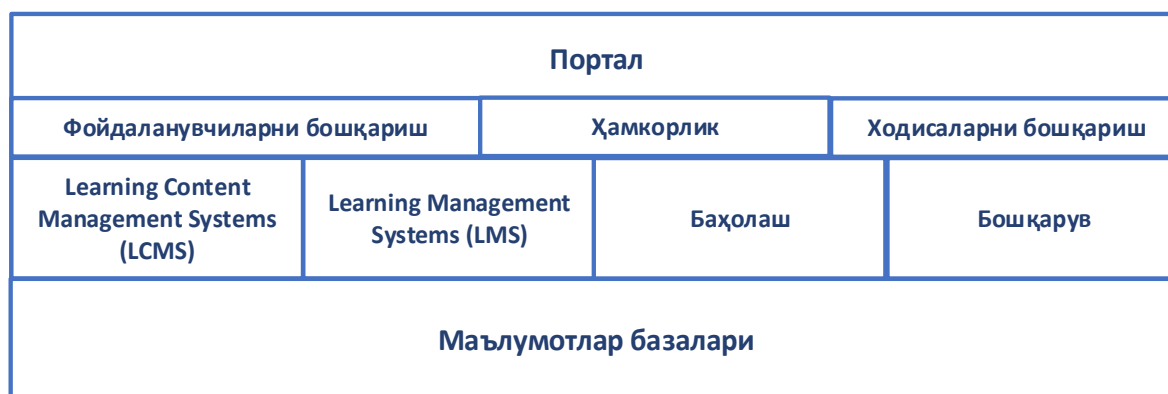 Портал
Фойдаланувчиларни бошқариш
Ҳамкорлик
Ходисаларни бошқариш
Learning Content
Management Systems
(LCMS)
Learning Management
Systems (LMS)
Баҳолаш
Бошқарув
Маълумотлар базалари